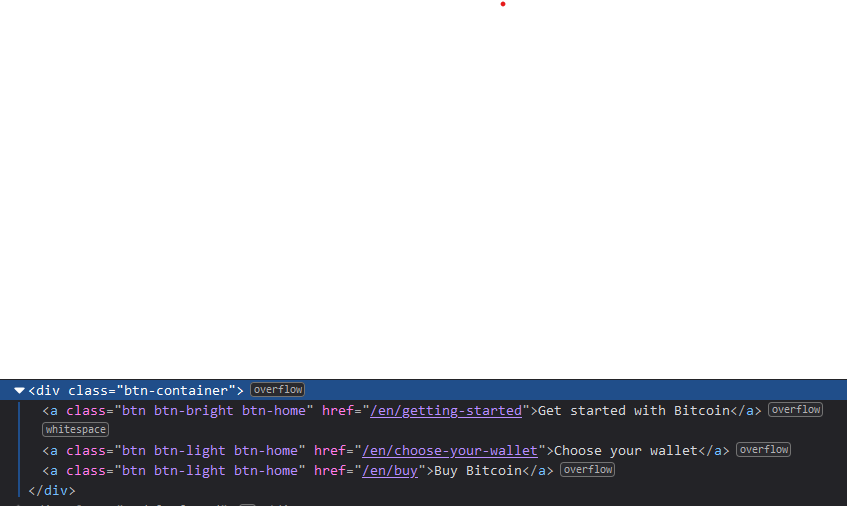 <div class="btn-container"> overflow
<a class="btn btn-bright btn-home" href="/en/getting-started">Get started with Bitcoin</a> overflow
whitespace
<a class="btn btn-light btn-home" href="/en/choose-your-wallet">Choose your wallet</a> overflow
<a class="btn btn-light btn-home" href="/en/buy">Buy Bitcoin</a> overflow
</div>